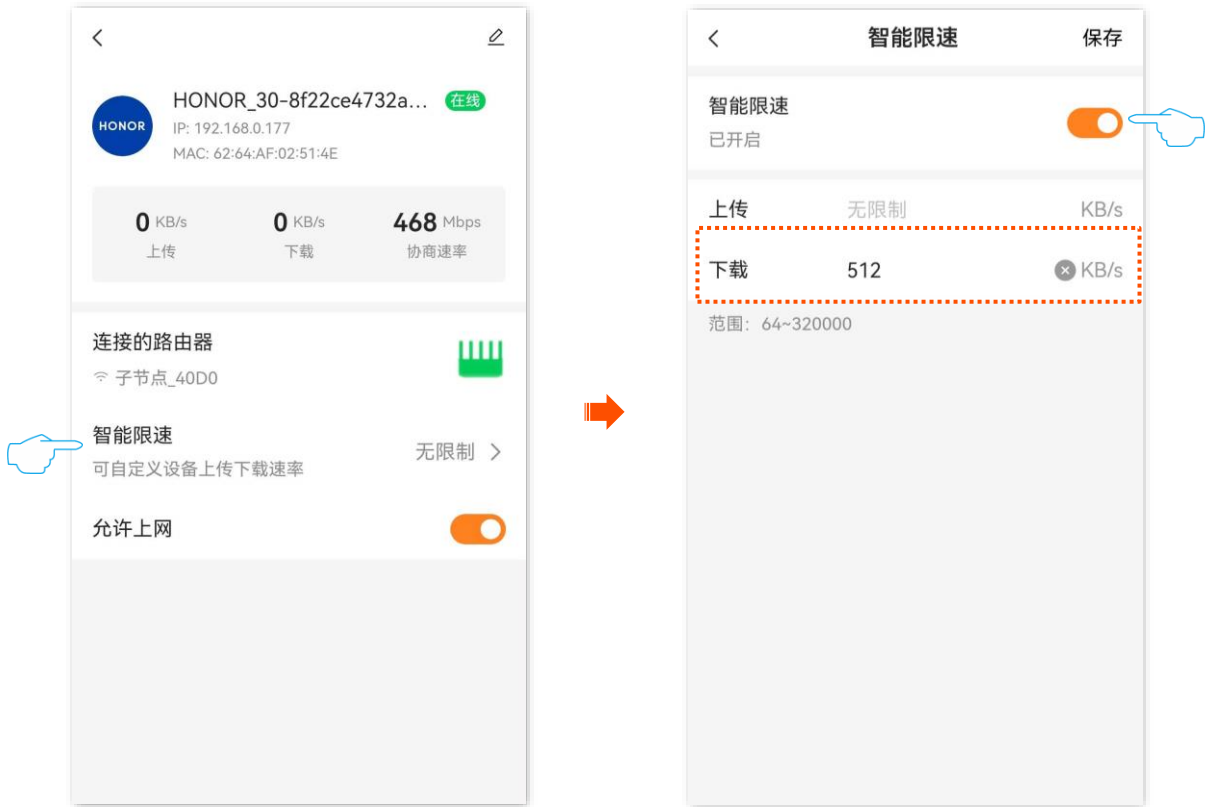 HONOR_30-8f22ce4732a... 在线
HONOR
IP: 192.168.0.177
MAC: 62:64:AF:02:51:4E
0 KB/s 0 KB/s 468 Mbps
上传 下载 协商速率
连接的路由器
子节点_40D0
智能限速
可自定义设备上传下载速率
无限制
允许上网
智能限速 保存
智能限速
已开启
上传 无限制 KB/s
下载 512 KB/s
范围：64~320000